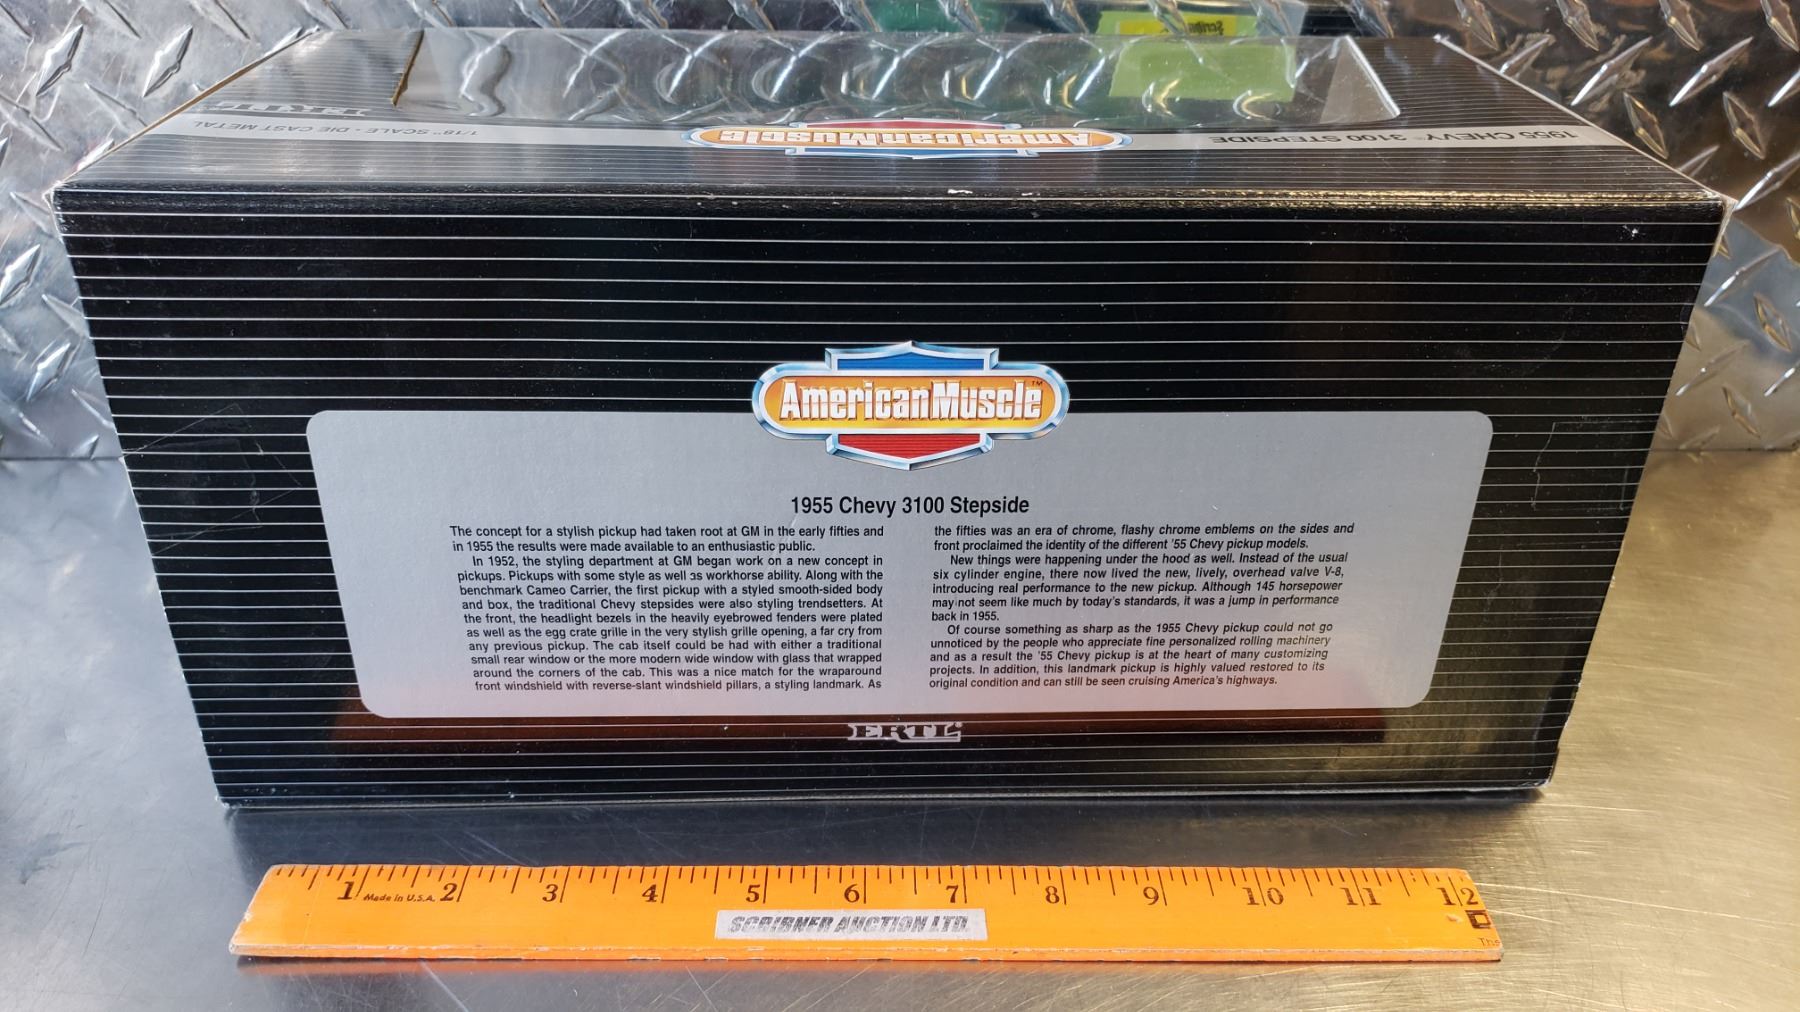 Scribner
ERTL
1/18" SCALE • DIE CAST METAL
AmericanMuscle
1955 CHEVY® 3100 STEPSIDE
AmericanMuscle™
1955 Chevy 3100 Stepside
The concept for a stylish pickup had taken root at GM in the early fifties and
in 1955 the results were made available to an enthusiastic public.
In 1952, the styling department at GM began work on a new concept in
pickups. Pickups with some style as well as workhorse ability. Along with the
benchmark Cameo Carrier, the first pickup with a styled smooth-sided body
and box, the traditional Chevy stepsides were also styling trendsetters. At
the front, the headlight bezels in the heavily eyebrowed fenders were plated
as well as the egg crate grille in the very stylish grille opening, a far cry from
any previous pickup. The cab itself could be had with either a traditional
small rear window or the more modern wide window with glass that wrapped
around the corners of the cab. This was a nice match for the wraparound
front windshield with reverse-slant windshield pillars, a styling landmark. As
the fifties was an era of chrome, flashy chrome emblems on the sides and
front proclaimed the identity of the different '55 Chevy pickup models.
New things were happening under the hood as well. Instead of the usual
six cylinder engine, there now lived the new, lively, overhead valve V-8,
introducing real performance to the new pickup. Although 145 horsepower
may not seem like much by today's standards, it was a jump in performance
back in 1955.
Of course something as sharp as the 1955 Chevy pickup could not go
unnoticed by the people who appreciate fine personalized rolling machinery
and as a result the '55 Chevy pickup is at the heart of many customizing
projects. In addition, this landmark pickup is highly valued restored to its
original condition and can still be seen cruising America's highways.
ERTL®
1 Made in U.S.A. 2 3 4 5 6 7 8 9 10 11 12
SCRIBNER AUCTION LTD
The